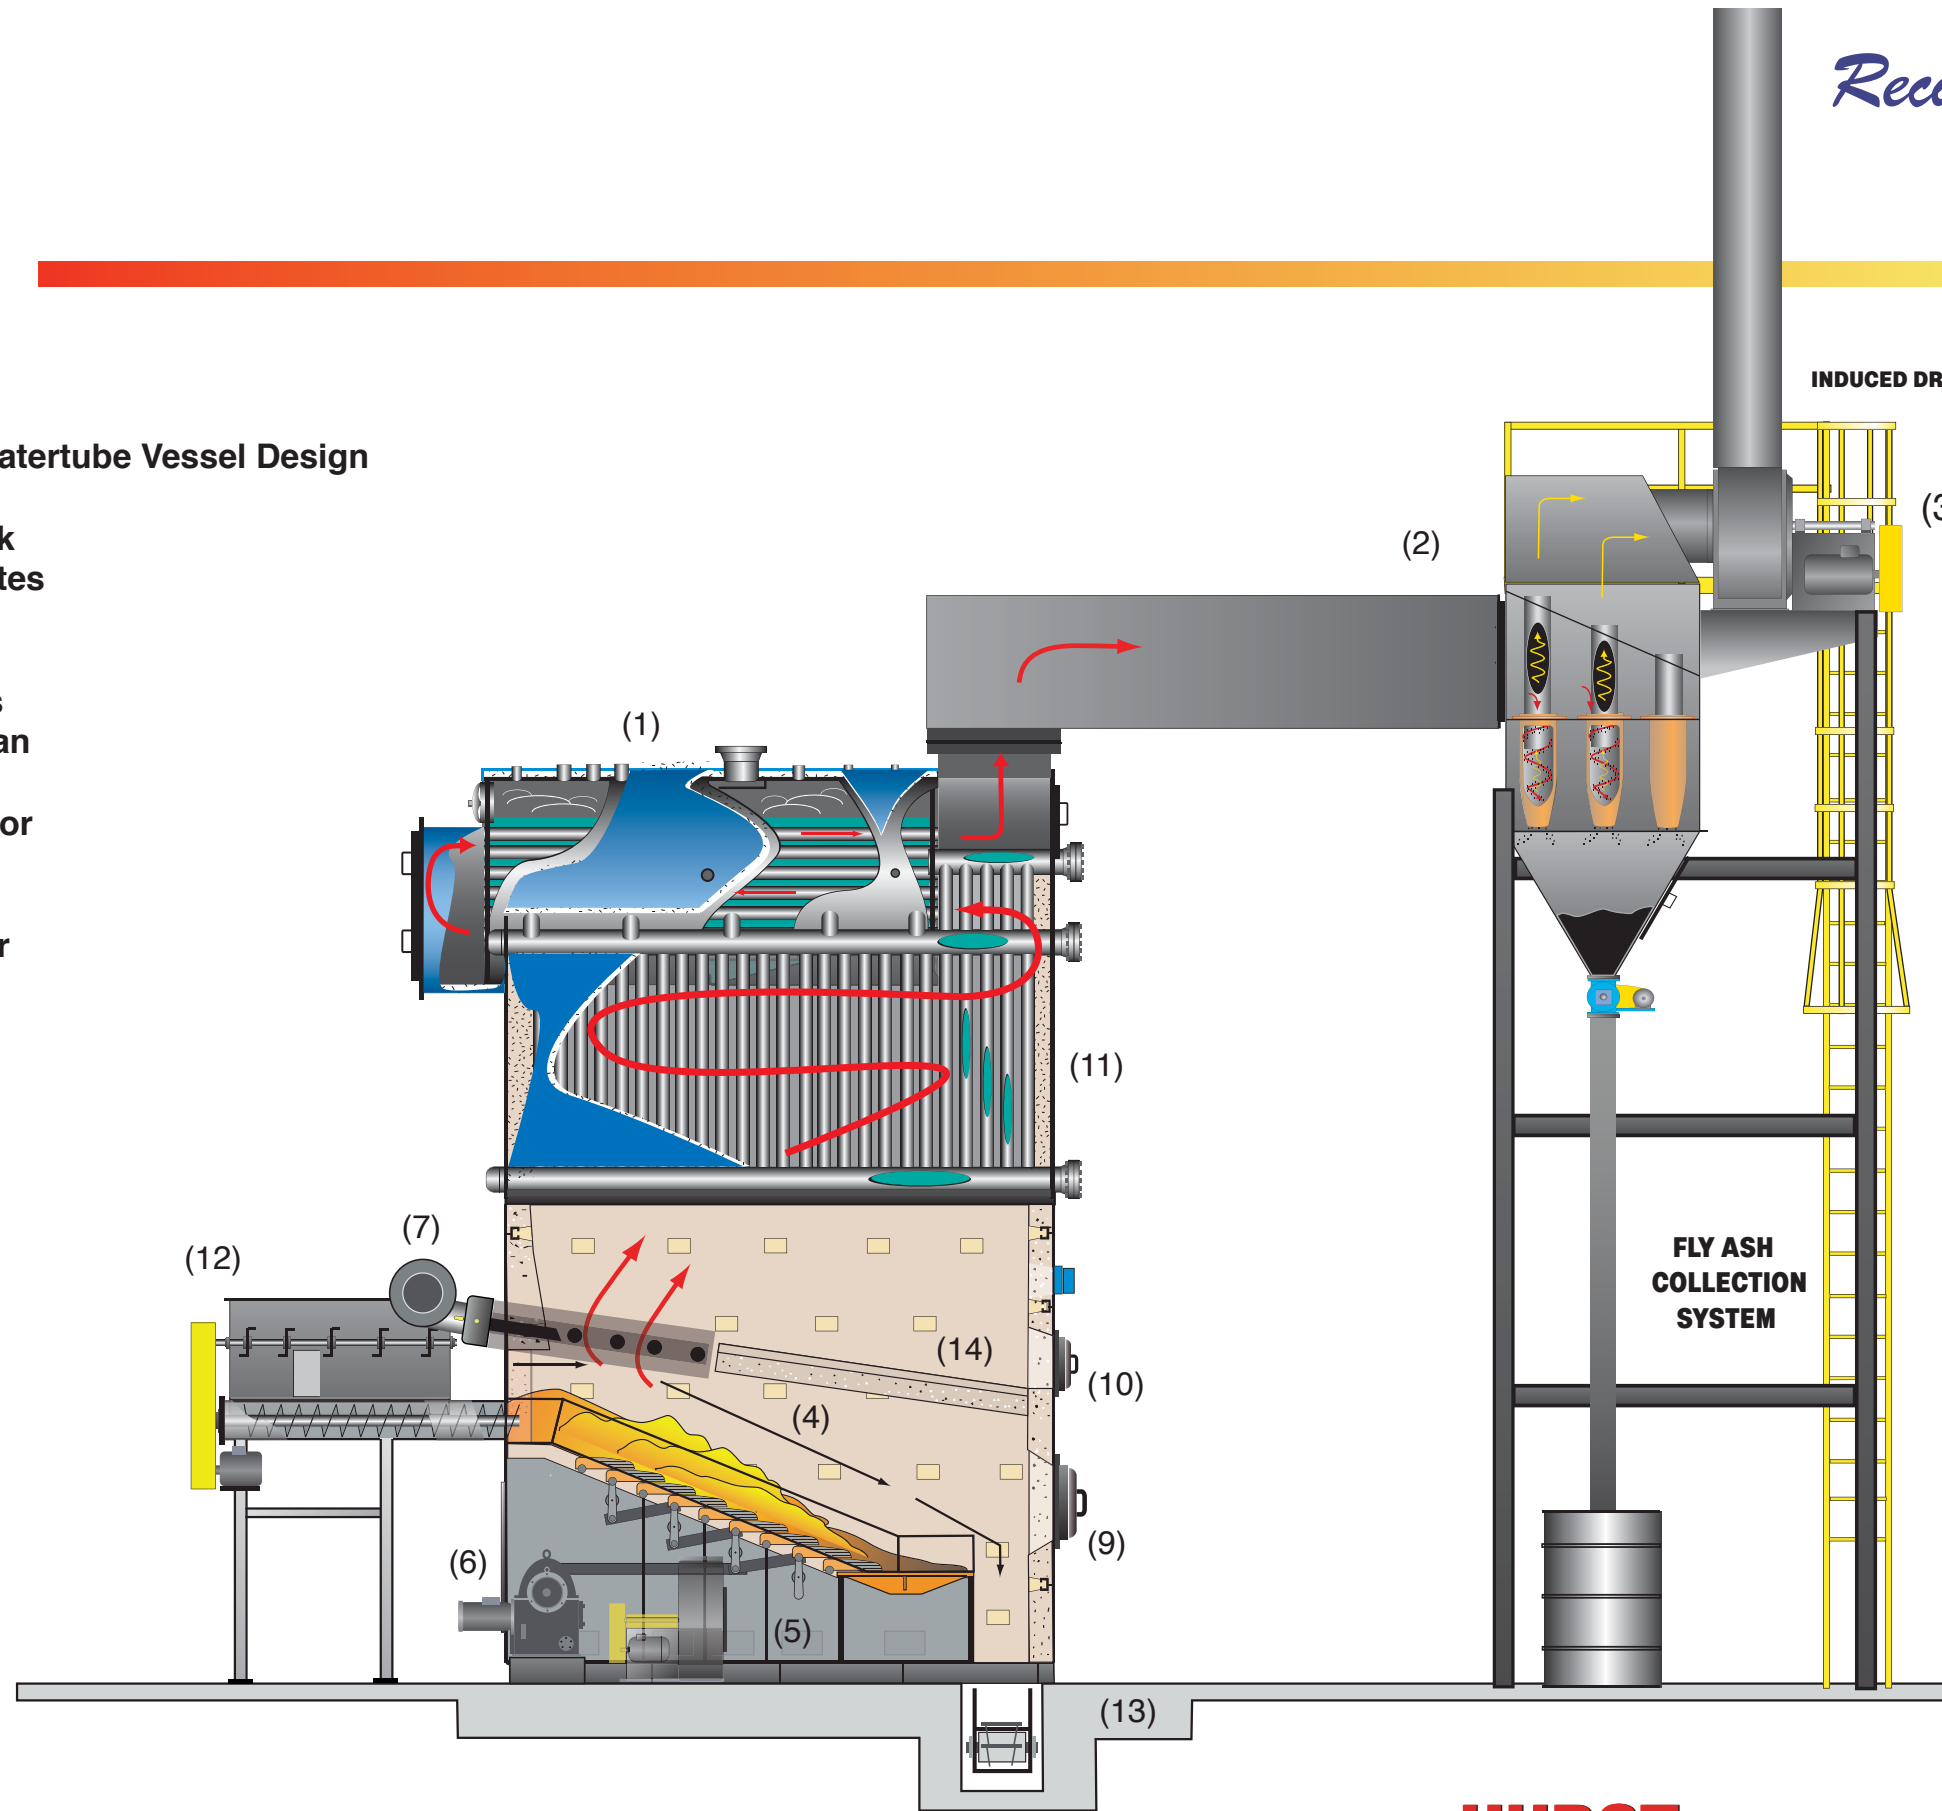 atertube Vessel Design
k
tes
s
an
or
r
INDUCED DR
(3
(2)
(1)
(11)
(7)
(12)
(14)
(10)
(4)
(9)
(6)
(5)
(13)
FLY ASH
COLLECTION
SYSTEM